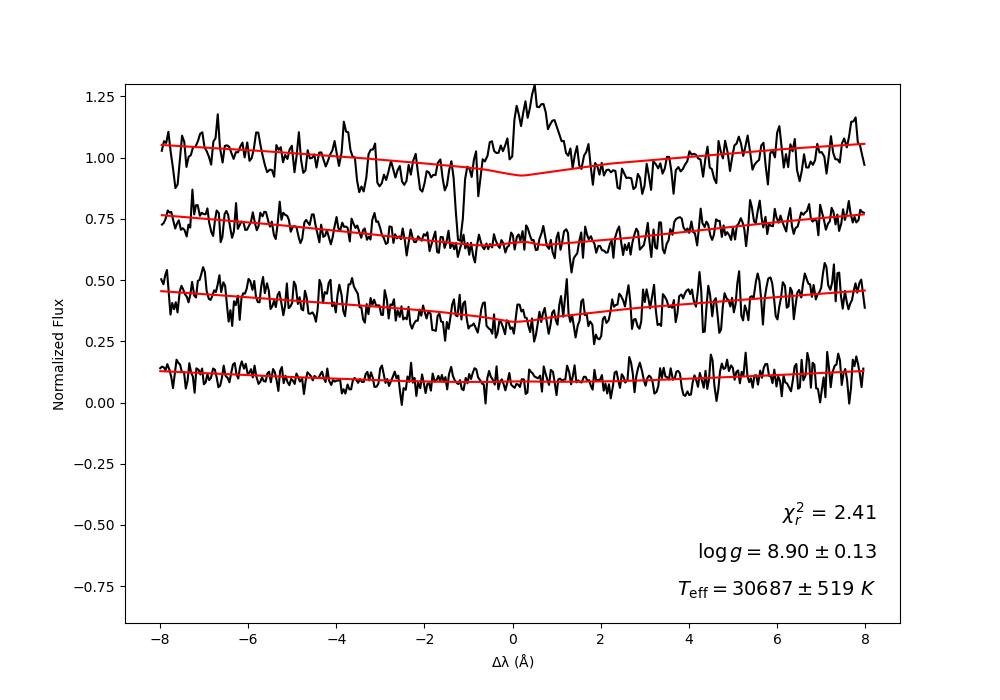 1.25
1.00
0.75
0.50
0.25
0.00
−0.25
−0.50
−0.75
Normalized Flux
χ²ᵣ = 2.41
log g = 8.90 ± 0.13
T_eff = 30687 ± 519 K
−8 −6 −4 −2 0 2 4 6 8
Δλ (Å)